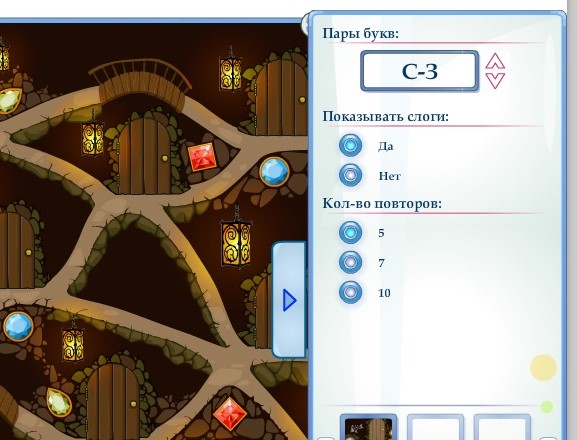 Пары букв:
С-З
Показывать слоги:
Да
Нет
Кол-во повторов:
5
7
10